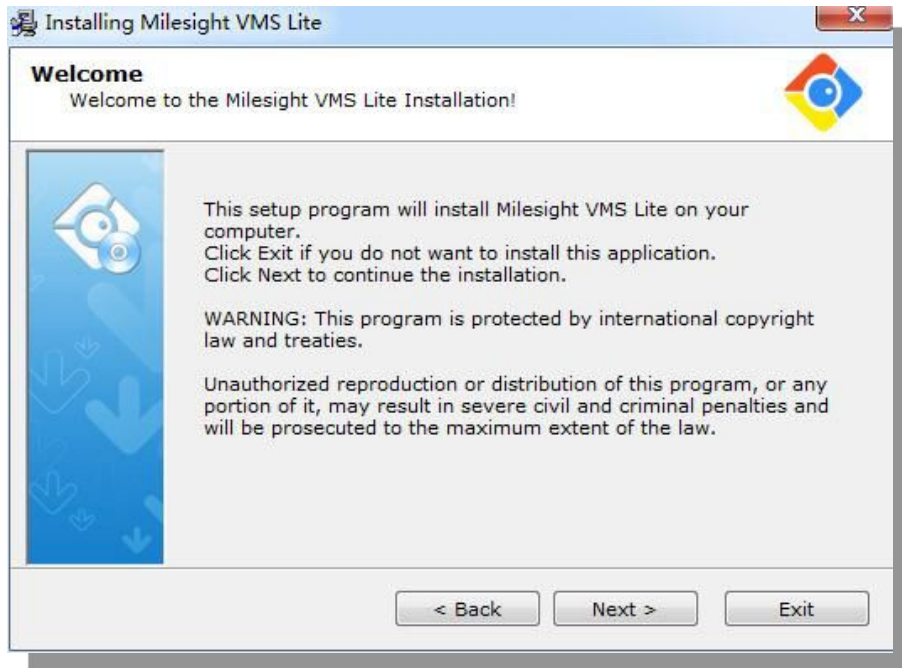 Installing Milesight VMS Lite
Welcome
Welcome to the Milesight VMS Lite Installation!
This setup program will install Milesight VMS Lite on your
computer.
Click Exit if you do not want to install this application.
Click Next to continue the installation.
WARNING: This program is protected by international copyright
law and treaties.
Unauthorized reproduction or distribution of this program, or any
portion of it, may result in severe civil and criminal penalties and
will be prosecuted to the maximum extent of the law.
< Back Next > Exit